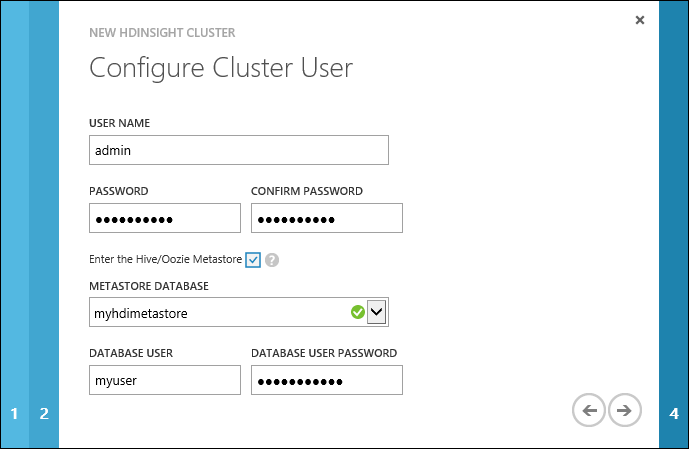 NEW HDINSIGHT CLUSTER
Configure Cluster User
USER NAME
admin
PASSWORD CONFIRM PASSWORD
●●●●●●●●●● ●●●●●●●●●●
Enter the Hive/Oozie Metastore ?
METASTORE DATABASE
myhdimetastore
DATABASE USER DATABASE USER PASSWORD
myuser ●●●●●●●●●●●
1 2 4